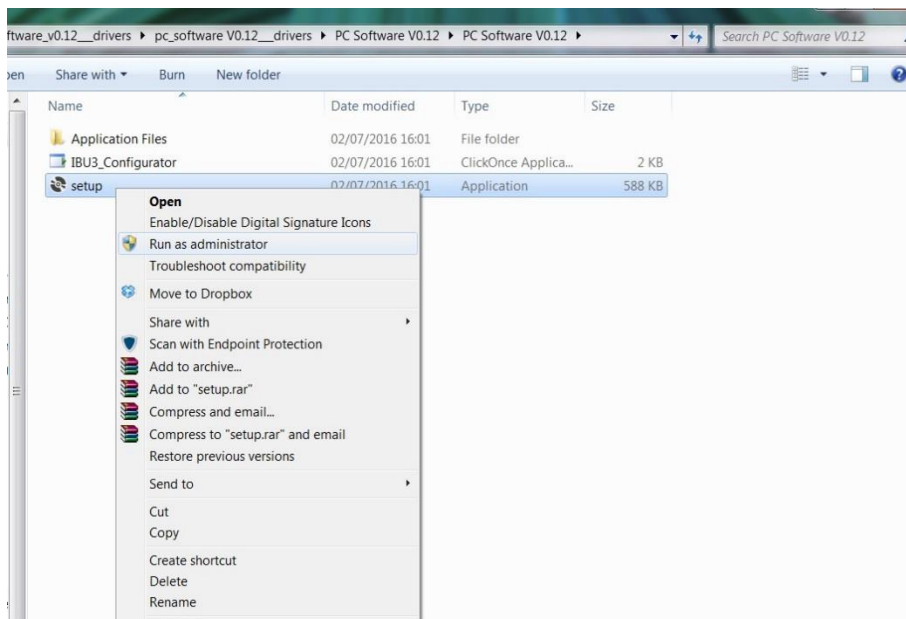 ftware_v0.12__drivers ▸ pc_software V0.12__drivers ▸ PC Software V0.12 ▸ PC Software V0.12 ▸ Search PC Software V0.12
Share with Burn New folder
Name Date modified Type Size
Application Files 02/07/2016 16:01 File folder
IBU3_Configurator 02/07/2016 16:01 ClickOnce Applica... 2 KB
setup 02/07/2016 16:01 Application 588 KB
Open
Enable/Disable Digital Signature Icons
Run as administrator
Troubleshoot compatibility
Move to Dropbox
Share with
Scan with Endpoint Protection
Add to archive...
Add to "setup.rar"
Compress and email...
Compress to "setup.rar" and email
Restore previous versions
Send to
Cut
Copy
Create shortcut
Delete
Rename